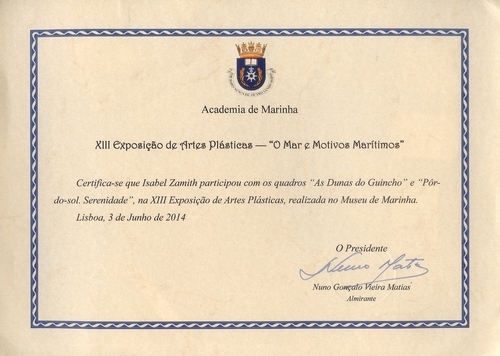 Academia de Marinha
XIII Exposição de Artes Plásticas — "O Mar e Motivos Marítimos"
Certifica-se que Isabel Zamith participou com os quadros "As Dunas do Guincho" e "Pôr-
do-sol. Serenidade", na XIII Exposição de Artes Plásticas, realizada no Museu de Marinha.
Lisboa, 3 de Junho de 2014
O Presidente
Nuno Matias
Nuno Gonçalo Vieira Matias
Almirante